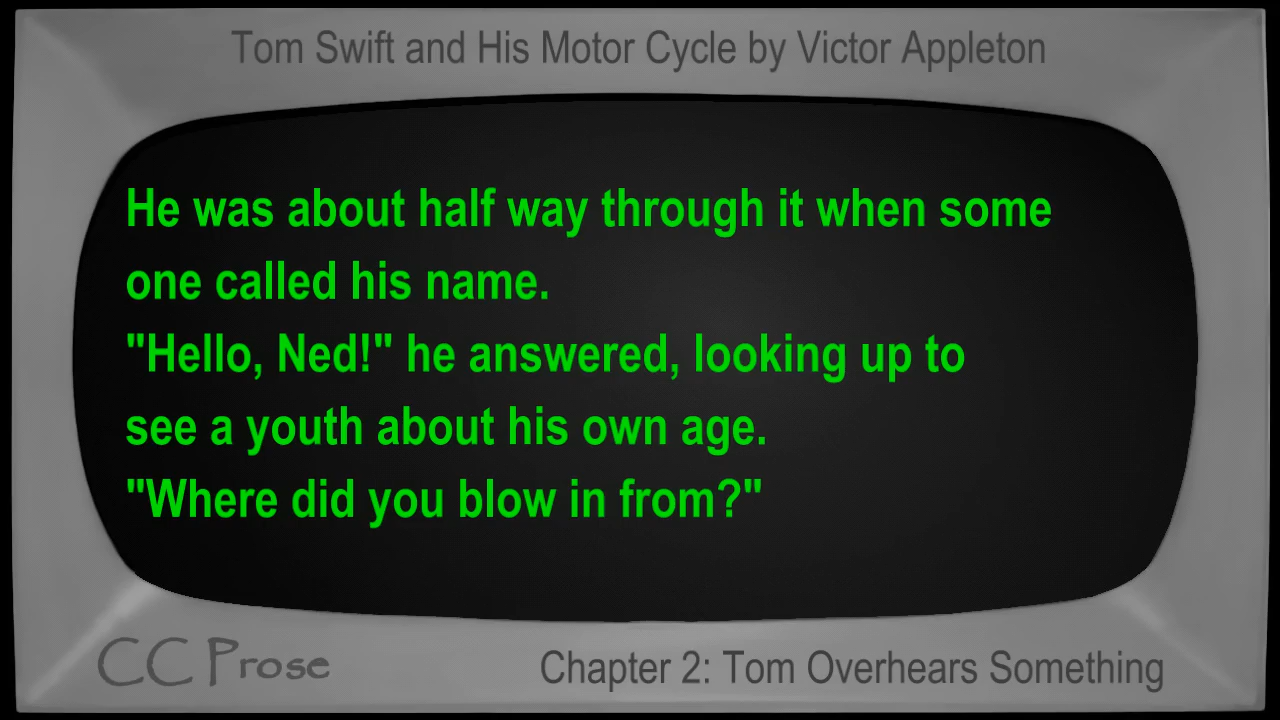 Tom Swift and His Motor Cycle by Victor Appleton
He was about half way through it when some
one called his name.
"Hello, Ned!" he answered, looking up to
see a youth about his own age.
"Where did you blow in from?"
CC Prose
Chapter 2: Tom Overhears Something